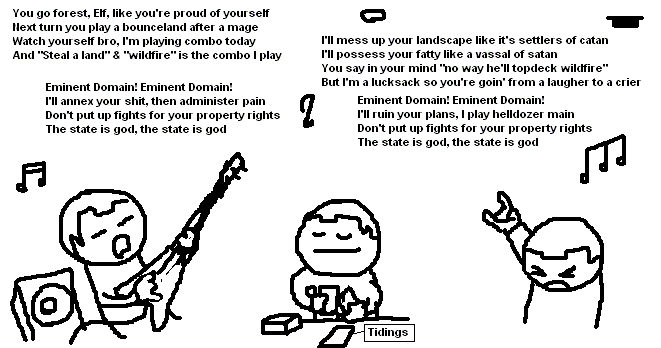 You go forest, Elf, like you're proud of yourself
Next turn you play a bounceland after a mage
Watch yourself bro, I'm playing combo today
And "Steal a land" & "wildfire" is the combo I play
Eminent Domain! Eminent Domain!
I'll annex your shit, then administer pain
Don't put up fights for your property rights
The state is god, the state is god
I'll mess up your landscape like it's settlers of catan
I'll possess your fatty like a vassal of satan
You say in your mind "no way he'll topdeck wildfire"
But I'm a lucksack so you're goin' from a laugher to a crier
Eminent Domain! Eminent Domain!
I'll ruin your plans, I play helldozer main
Don't put up fights for your property rights
The state is god, the state is god
Tidings